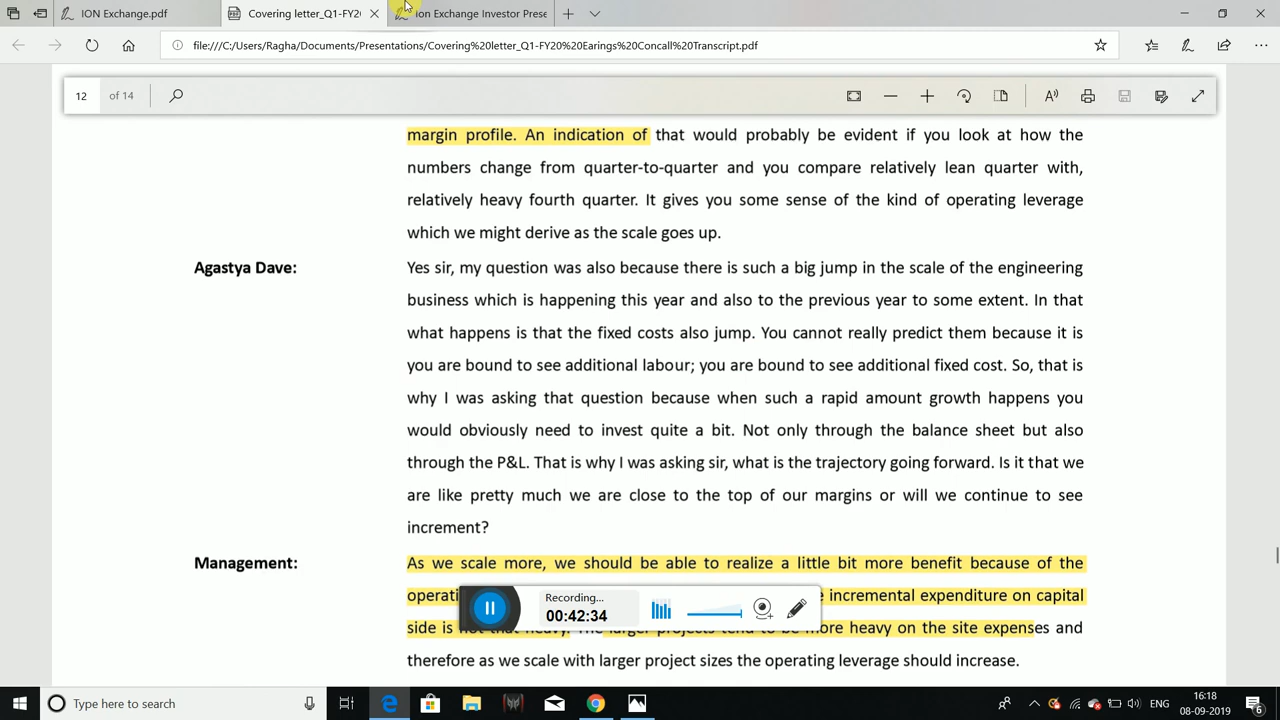 ION Exchange.pdf
Covering letter_Q1-FY20
Ion Exchange Investor Prese
file:///C:/Users/Ragha/Documents/Presentations/Covering%20letter_Q1-FY20%20Earings%20Concall%20Transcript.pdf
12 of 14
margin profile. An indication of that would probably be evident if you look at how the
numbers change from quarter-to-quarter and you compare relatively lean quarter with,
relatively heavy fourth quarter. It gives you some sense of the kind of operating leverage
which we might derive as the scale goes up.
Agastya Dave: Yes sir, my question was also because there is such a big jump in the scale of the engineering
business which is happening this year and also to the previous year to some extent. In that
what happens is that the fixed costs also jump. You cannot really predict them because it is
you are bound to see additional labour; you are bound to see additional fixed cost. So, that is
why I was asking that question because when such a rapid amount growth happens you
would obviously need to invest quite a bit. Not only through the balance sheet but also
through the P&L. That is why I was asking sir, what is the trajectory going forward. Is it that we
are like pretty much we are close to the top of our margins or will we continue to see
increment?
Management: As we scale more, we should be able to realize a little bit more benefit because of the
incremental expenditure on capital
side is not that heavy. The larger projects tend to be more heavy on the site expenses and
therefore as we scale with larger project sizes the operating leverage should increase.
Recording...
00:42:34
Type here to search
ENG
16:18
08-09-2019
6